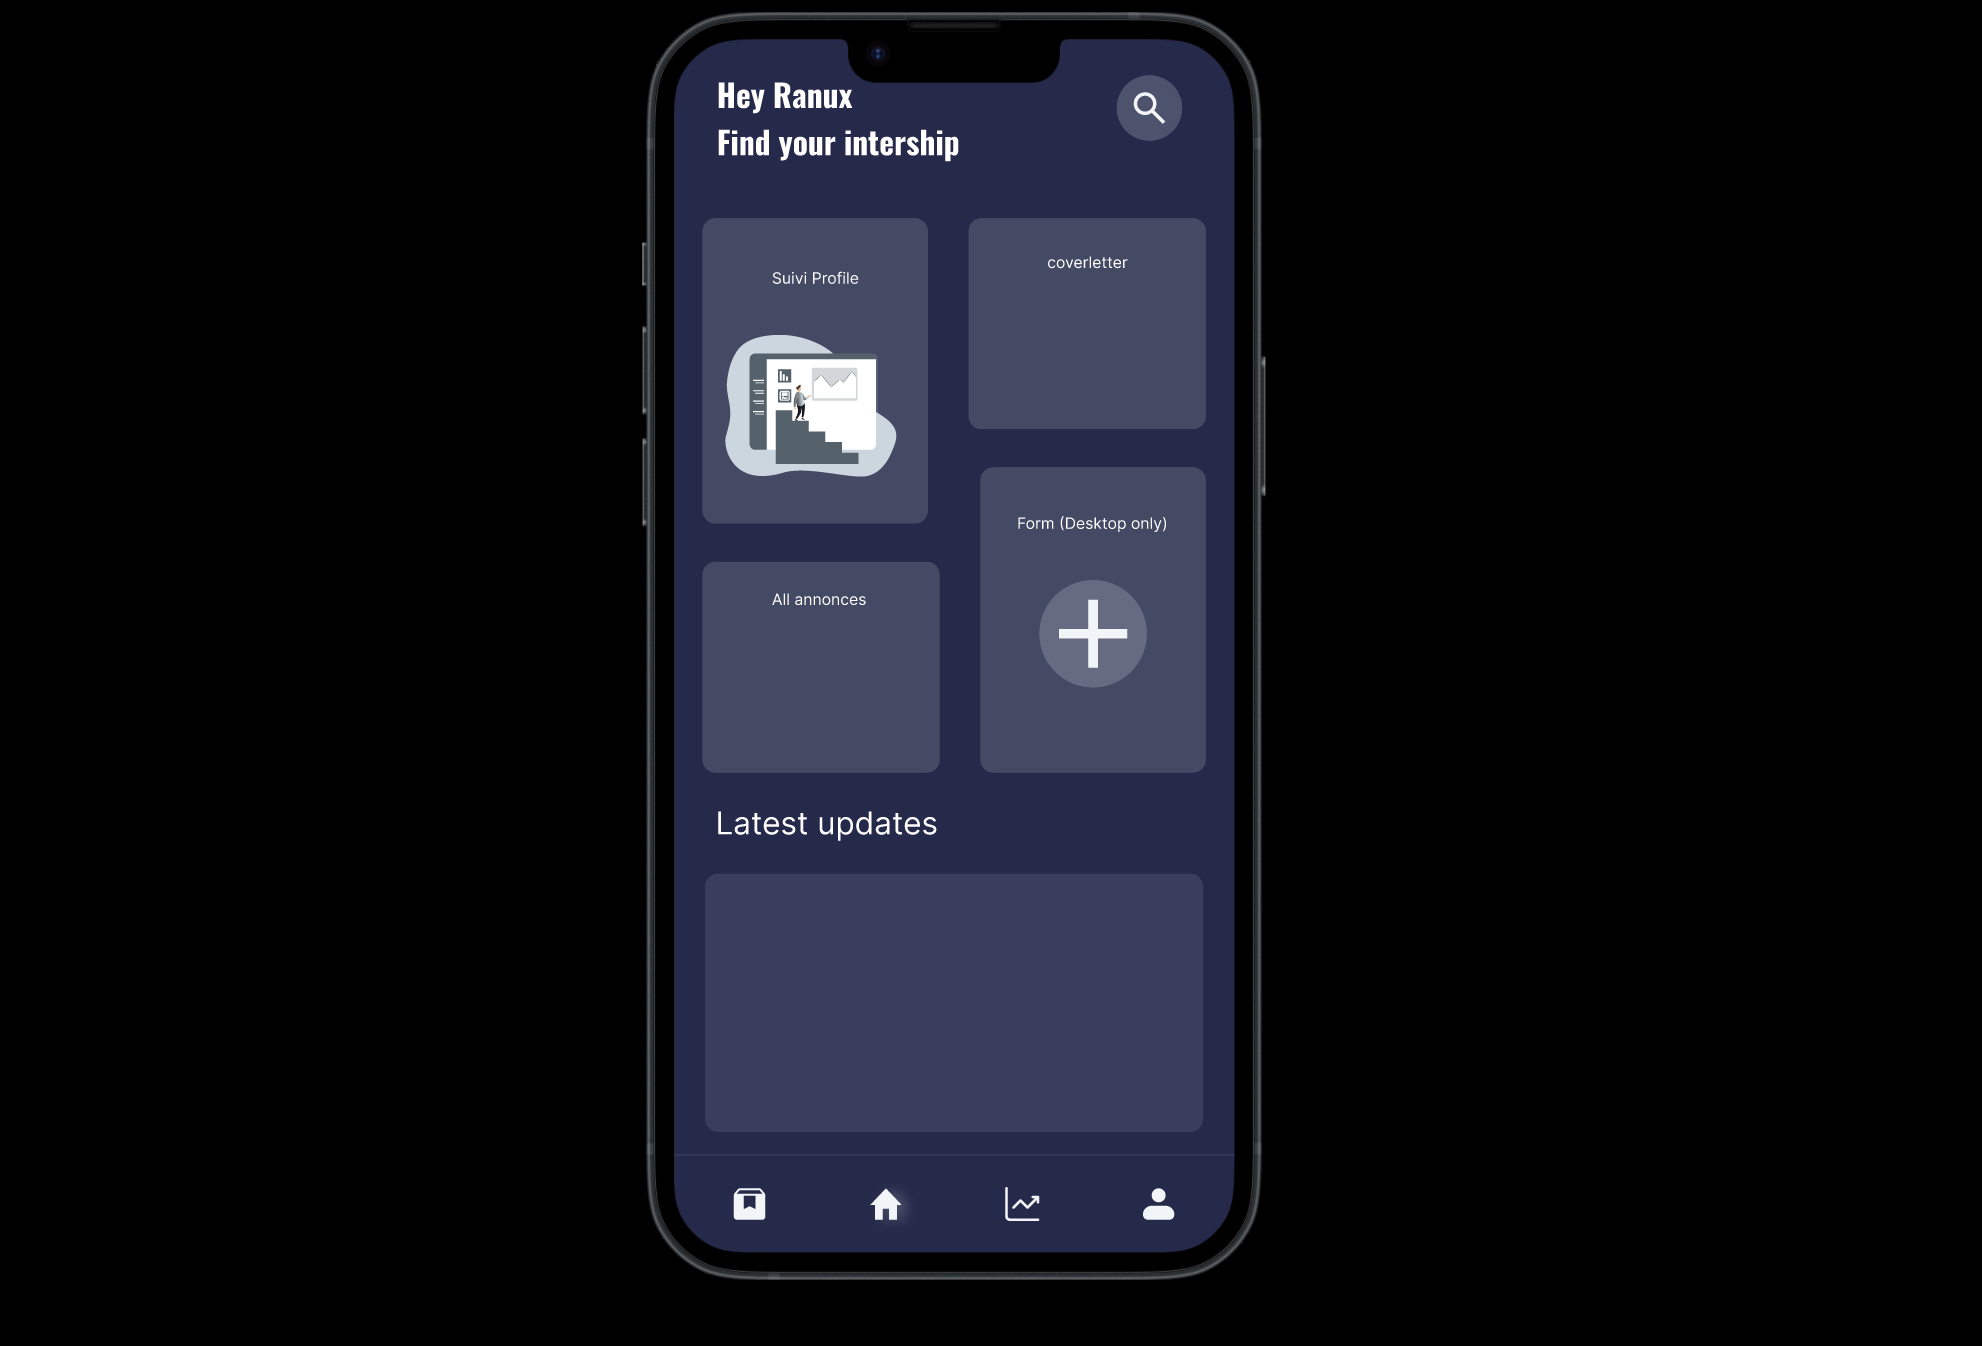 Hey Ranux
Find your intership
Suivi Profile
coverletter
Form (Desktop only)
All annonces
Latest updates